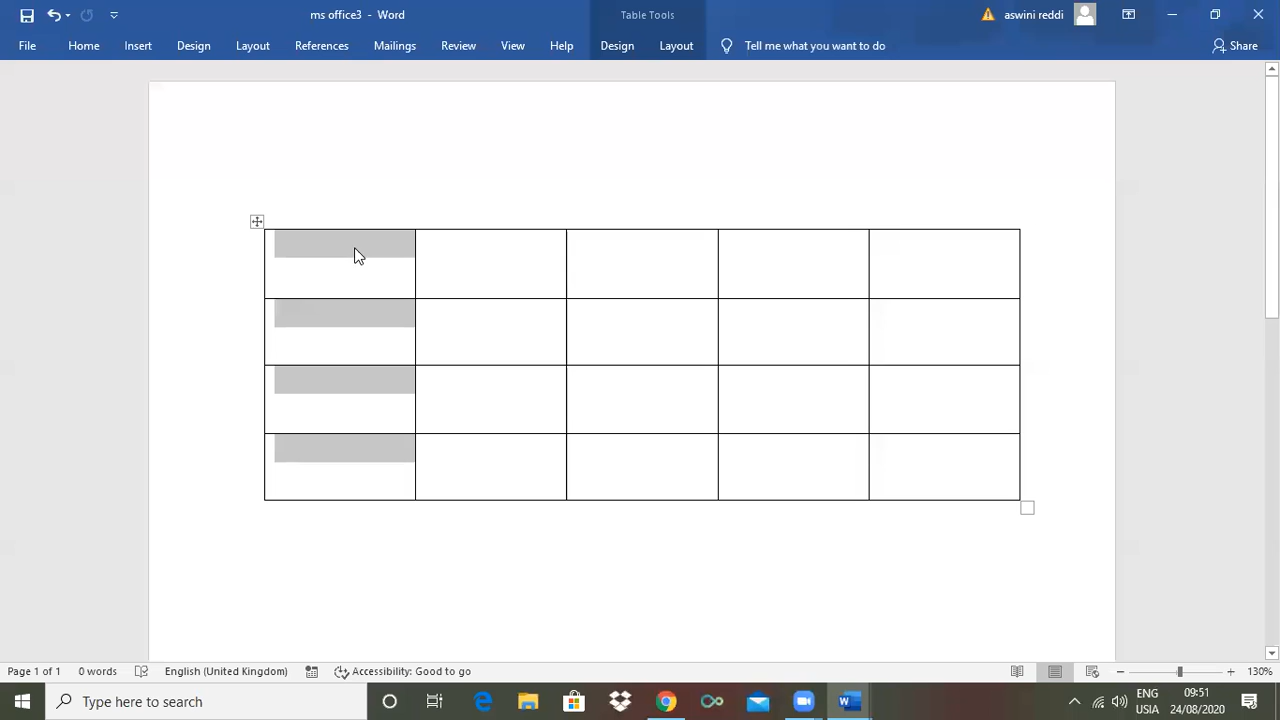 ms office3 - Word
Table Tools
aswini reddi
File Home Insert Design Layout References Mailings Review View Help Design Layout Tell me what you want to do Share
Page 1 of 1 0 words English (United Kingdom) Accessibility: Good to go 130%
Type here to search
ENG
USIA
09:51
24/08/2020
3